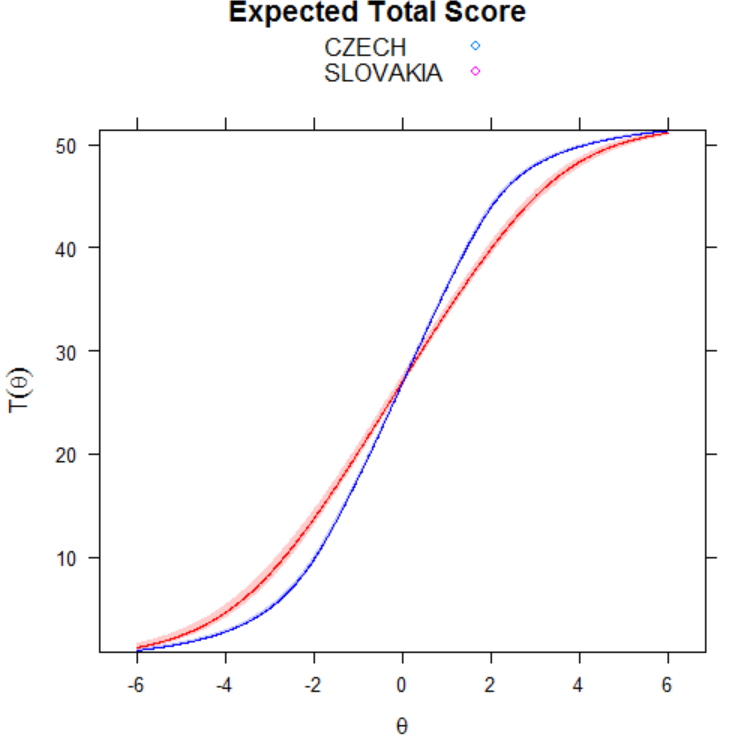 Expected Total Score
CZECH
SLOVAKIA
50
40
30
20
10
T(θ)
-6 -4 -2 0 2 4 6
θ